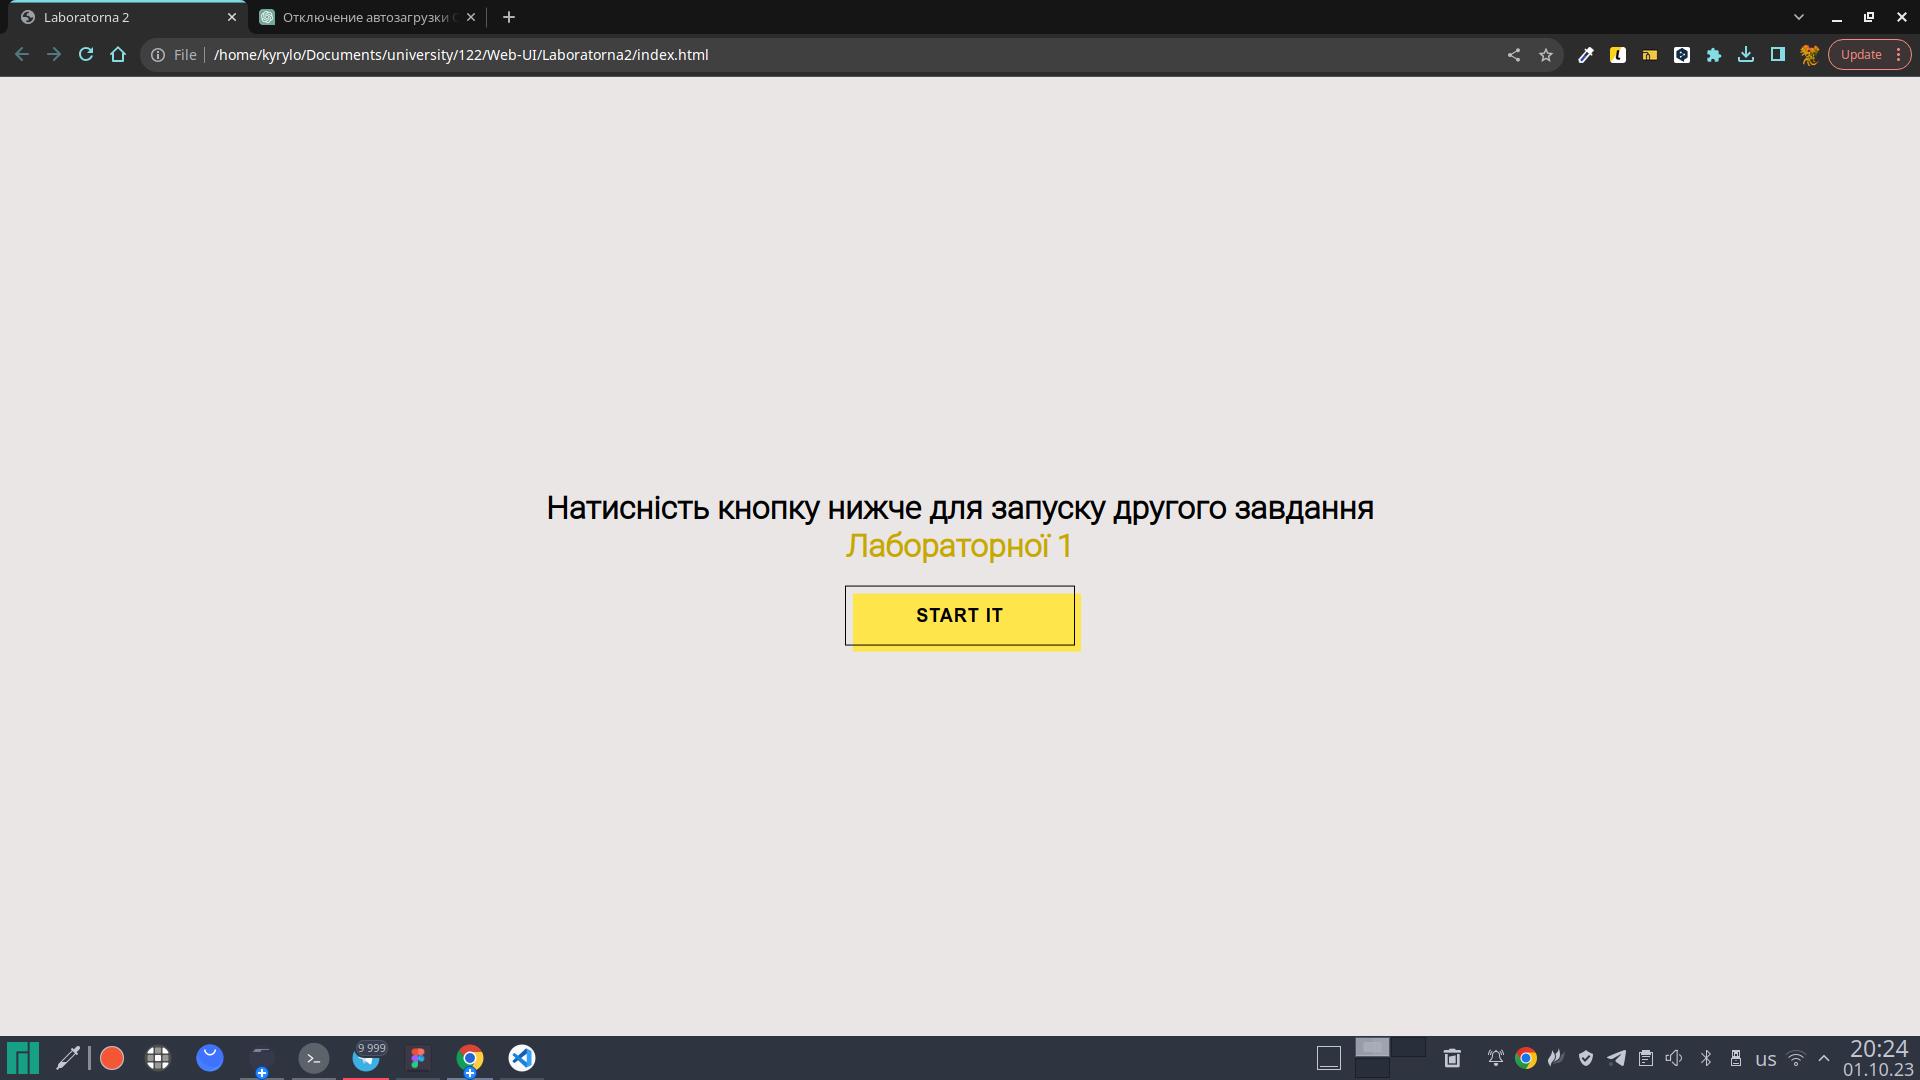 Laboratorna 2
Отключение автозагрузки
File
/home/kyrylo/Documents/university/122/Web-UI/Laboratorna2/index.html
Update
Натисність кнопку нижче для запуску другого завдання
Лабораторної 1
START IT
9 999
us
20:24
01.10.23